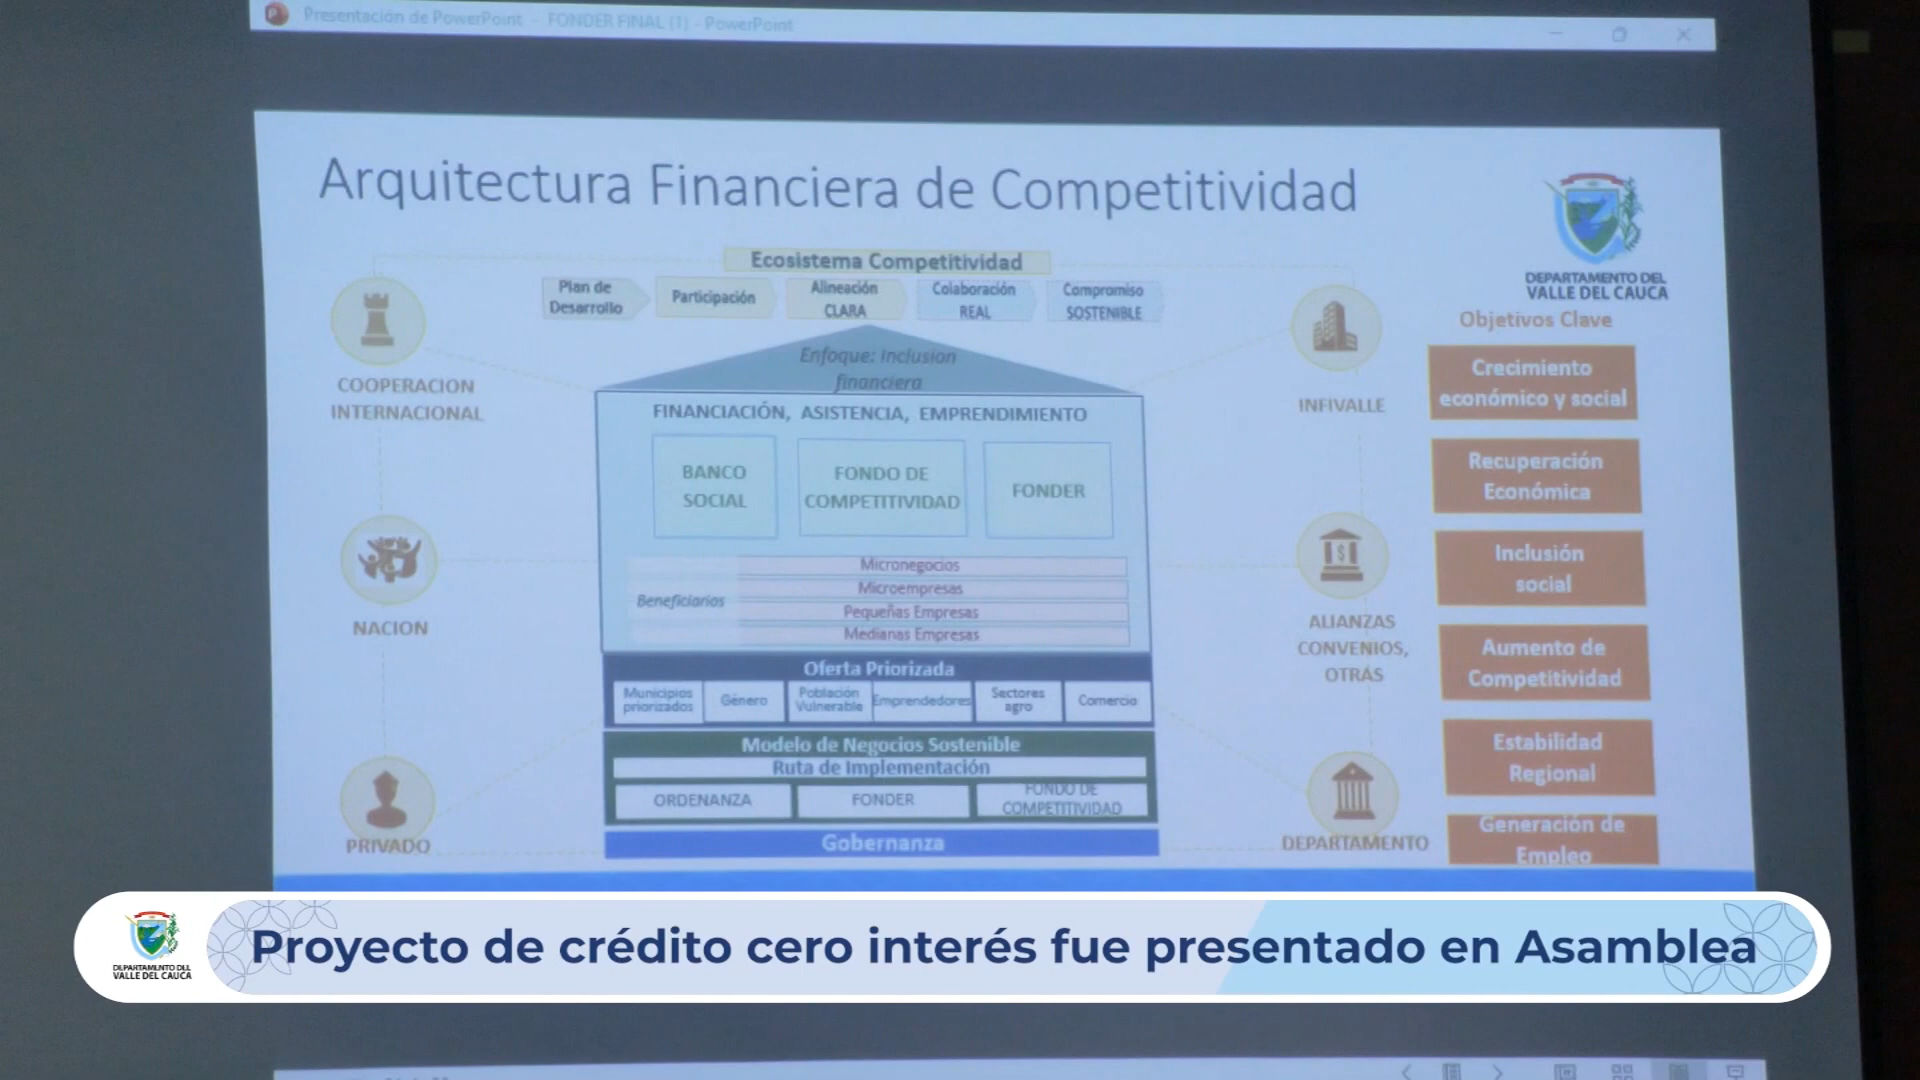 Presentación de PowerPoint - FONDER FINAL (1) - PowerPoint
Arquitectura Financiera de Competitividad
DEPARTAMENTO DEL
VALLE DEL CAUCA
Ecosistema Competitividad
Plan de
Desarrollo
Participación
Alineación
CLARA
Colaboración
REAL
Compromiso
SOSTENIBLE
Enfoque: Inclusion
financiera
FINANCIACIÓN, ASISTENCIA, EMPRENDIMIENTO
BANCO
SOCIAL
FONDO DE
COMPETITIVIDAD
FONDER
Beneficiarios
Micronegocios
Microempresas
Pequeñas Empresas
Medianas Empresas
Oferta Priorizada
Municipios
priorizados
Género
Población
Vulnerable
Emprendedores
Sectores
agro
Comercio
Modelo de Negocios Sostenible
Ruta de Implementación
ORDENANZA
FONDER
FONDO DE
COMPETITIVIDAD
Gobernanza
COOPERACION
INTERNACIONAL
NACION
PRIVADO
INFIVALLE
ALIANZAS
CONVENIOS,
OTRAS
DEPARTAMENTO
Objetivos Clave
Crecimiento
económico y social
Recuperación
Económica
Inclusión
social
Aumento de
Competitividad
Estabilidad
Regional
Generación de
Empleo
DEPARTAMENTO DEL
VALLE DEL CAUCA
Proyecto de crédito cero interés fue presentado en Asamblea